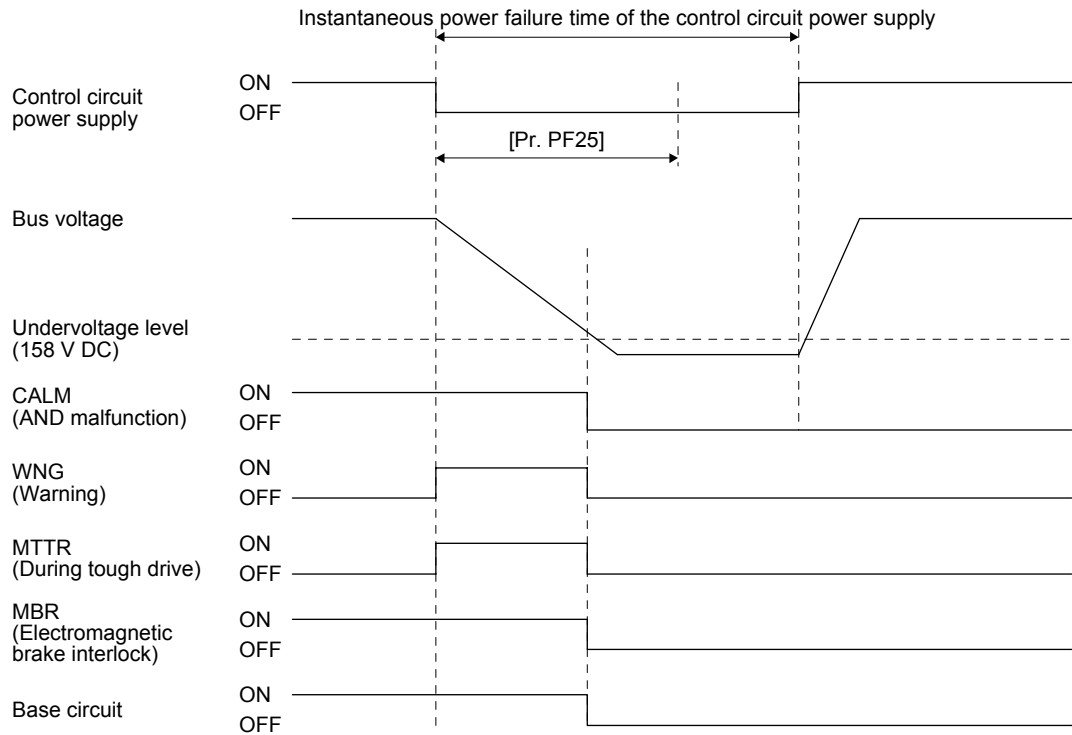 Instantaneous power failure time of the control circuit power supply
Control circuit
power supply
ON
OFF
[Pr. PF25]
Bus voltage
Undervoltage level
(158 V DC)
CALM
(AND malfunction)
ON
OFF
WNG
(Warning)
ON
OFF
MTTR
(During tough drive)
ON
OFF
MBR
(Electromagnetic
brake interlock)
ON
OFF
Base circuit
ON
OFF